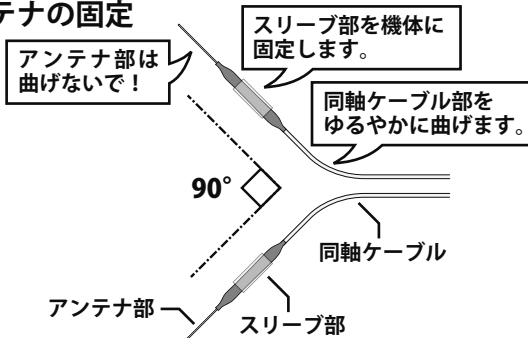 テナの固定
アンテナ部は
曲げないで！
スリーブ部を機体に
固定します。
同軸ケーブル部を
ゆるやかに曲げます。
90°
同軸ケーブル
アンテナ部
スリーブ部